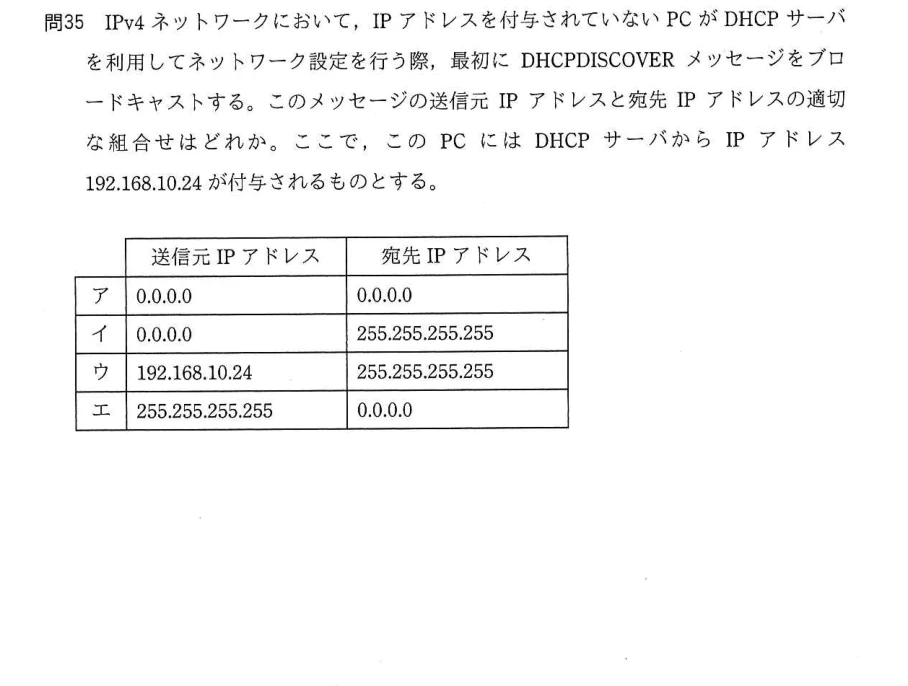 問35 IPv4 ネットワークにおいて，IP アドレスを付与されていない PC が DHCP サーバ
を利用してネットワーク設定を行う際，最初に DHCPDISCOVER メッセージをブロ
ードキャストする。このメッセージの送信元 IP アドレスと宛先 IP アドレスの適切
な組合せはどれか。ここで，この PC には DHCP サーバから IP アドレス
192.168.10.24 が付与されるものとする。
送信元 IP アドレス 宛先 IP アドレス
ア 0.0.0.0 0.0.0.0
イ 0.0.0.0 255.255.255.255
ウ 192.168.10.24 255.255.255.255
エ 255.255.255.255 0.0.0.0